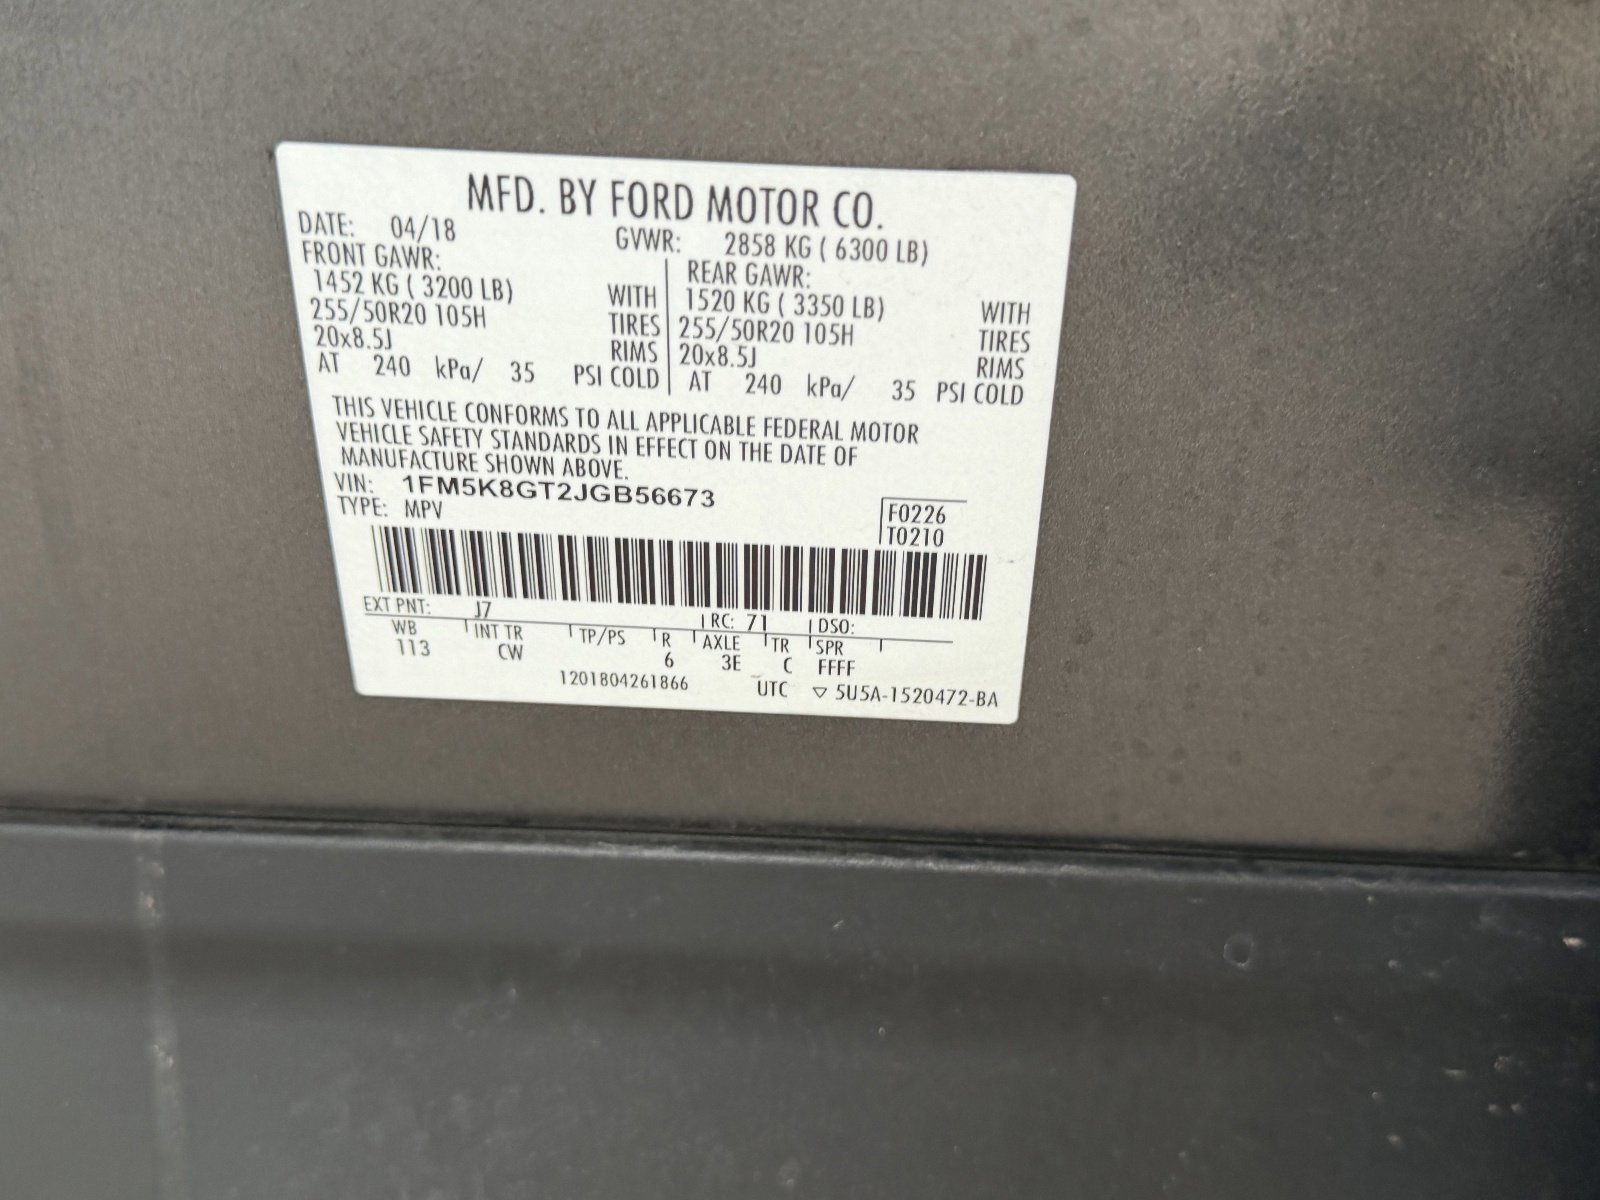 MFD. BY FORD MOTOR CO.
DATE: 04/18 GVWR: 2858 KG ( 6300 LB)
FRONT GAWR: REAR GAWR:
1452 KG ( 3200 LB) WITH 1520 KG ( 3350 LB) WITH
255/50R20 105H TIRES 255/50R20 105H TIRES
20x8.5J RIMS 20x8.5J RIMS
AT 240 kPa/ 35 PSI COLD AT 240 kPa/ 35 PSI COLD
THIS VEHICLE CONFORMS TO ALL APPLICABLE FEDERAL MOTOR
VEHICLE SAFETY STANDARDS IN EFFECT ON THE DATE OF
MANUFACTURE SHOWN ABOVE.
VIN: 1FM5K8GT2JGB56673
TYPE: MPV
F0226
T0210
EXT PNT: J7 RC: 71 DSO:
WB INT TR TP/PS R AXLE TR SPR
113 CW 6 3E C FFFF
1201804261866 UTC ▽ 5U5A-1520472-BA